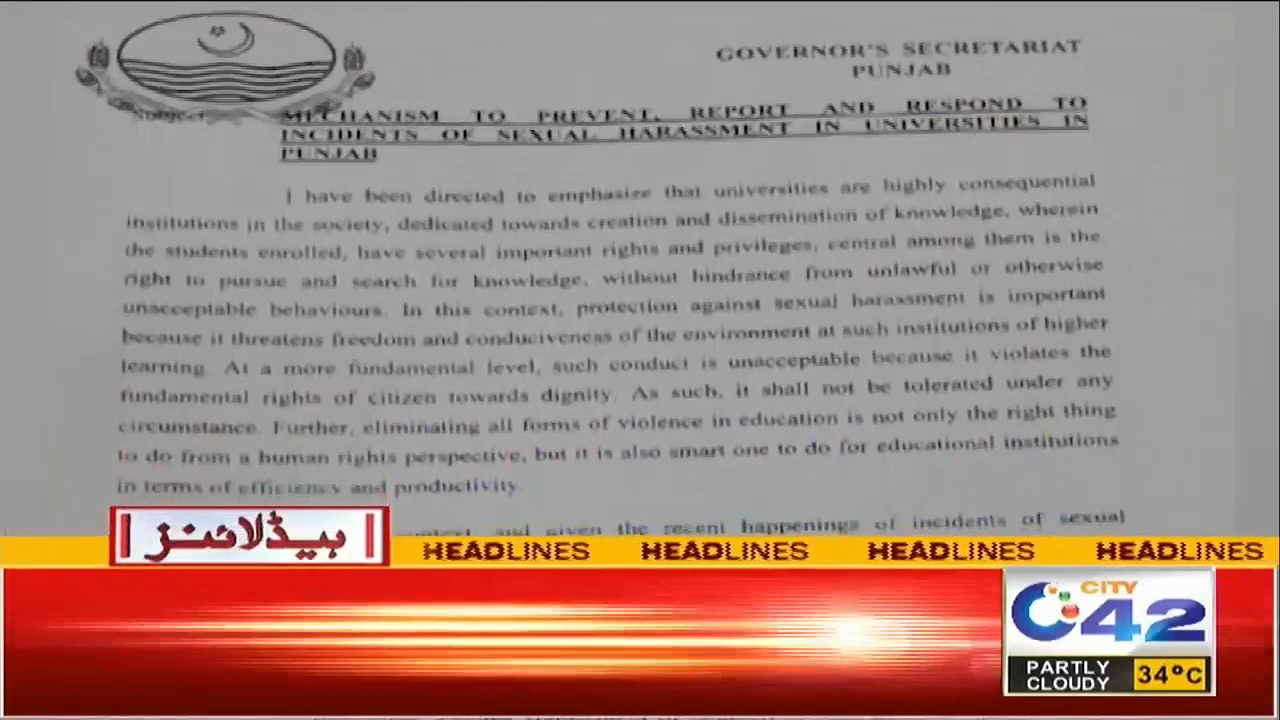 GOVERNOR'S SECRETARIAT
PUNJAB
Subject
MECHANISM TO PREVENT, REPORT AND RESPOND TO
INCIDENTS OF SEXUAL HARASSMENT IN UNIVERSITIES IN
PUNJAB
I have been directed to emphasize that universities are highly consequential
institutions in the society, dedicated towards creation and dissemination of knowledge, wherein
the students enrolled, have several important rights and privileges, central among them is the
right to pursue and search for knowledge, without hindrance from unlawful or otherwise
unacceptable behaviours. In this context, protection against sexual harassment is important
because it threatens freedom and conduciveness of the environment at such institutions of higher
learning. At a more fundamental level, such conduct is unacceptable because it violates the
fundamental rights of citizen towards dignity. As such, it shall not be tolerated under any
circumstance. Further, eliminating all forms of violence in education is not only the right thing
to do from a human rights perspective, but it is also smart one to do for educational institutions
in terms of efficiency and productivity.
context, and given the recent happenings of incidents of sexual
ہیڈلائنز
HEADLINES HEADLINES HEADLINES HEADLINES
CITY
42
PARTLY
CLOUDY
34°C